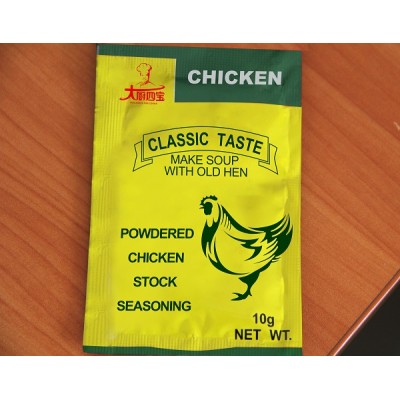 大厨四宝
CHICKEN
CLASSIC TASTE
MAKE SOUP
WITH OLD HEN
POWDERED
CHICKEN
STOCK
SEASONING
10g
NET WT.